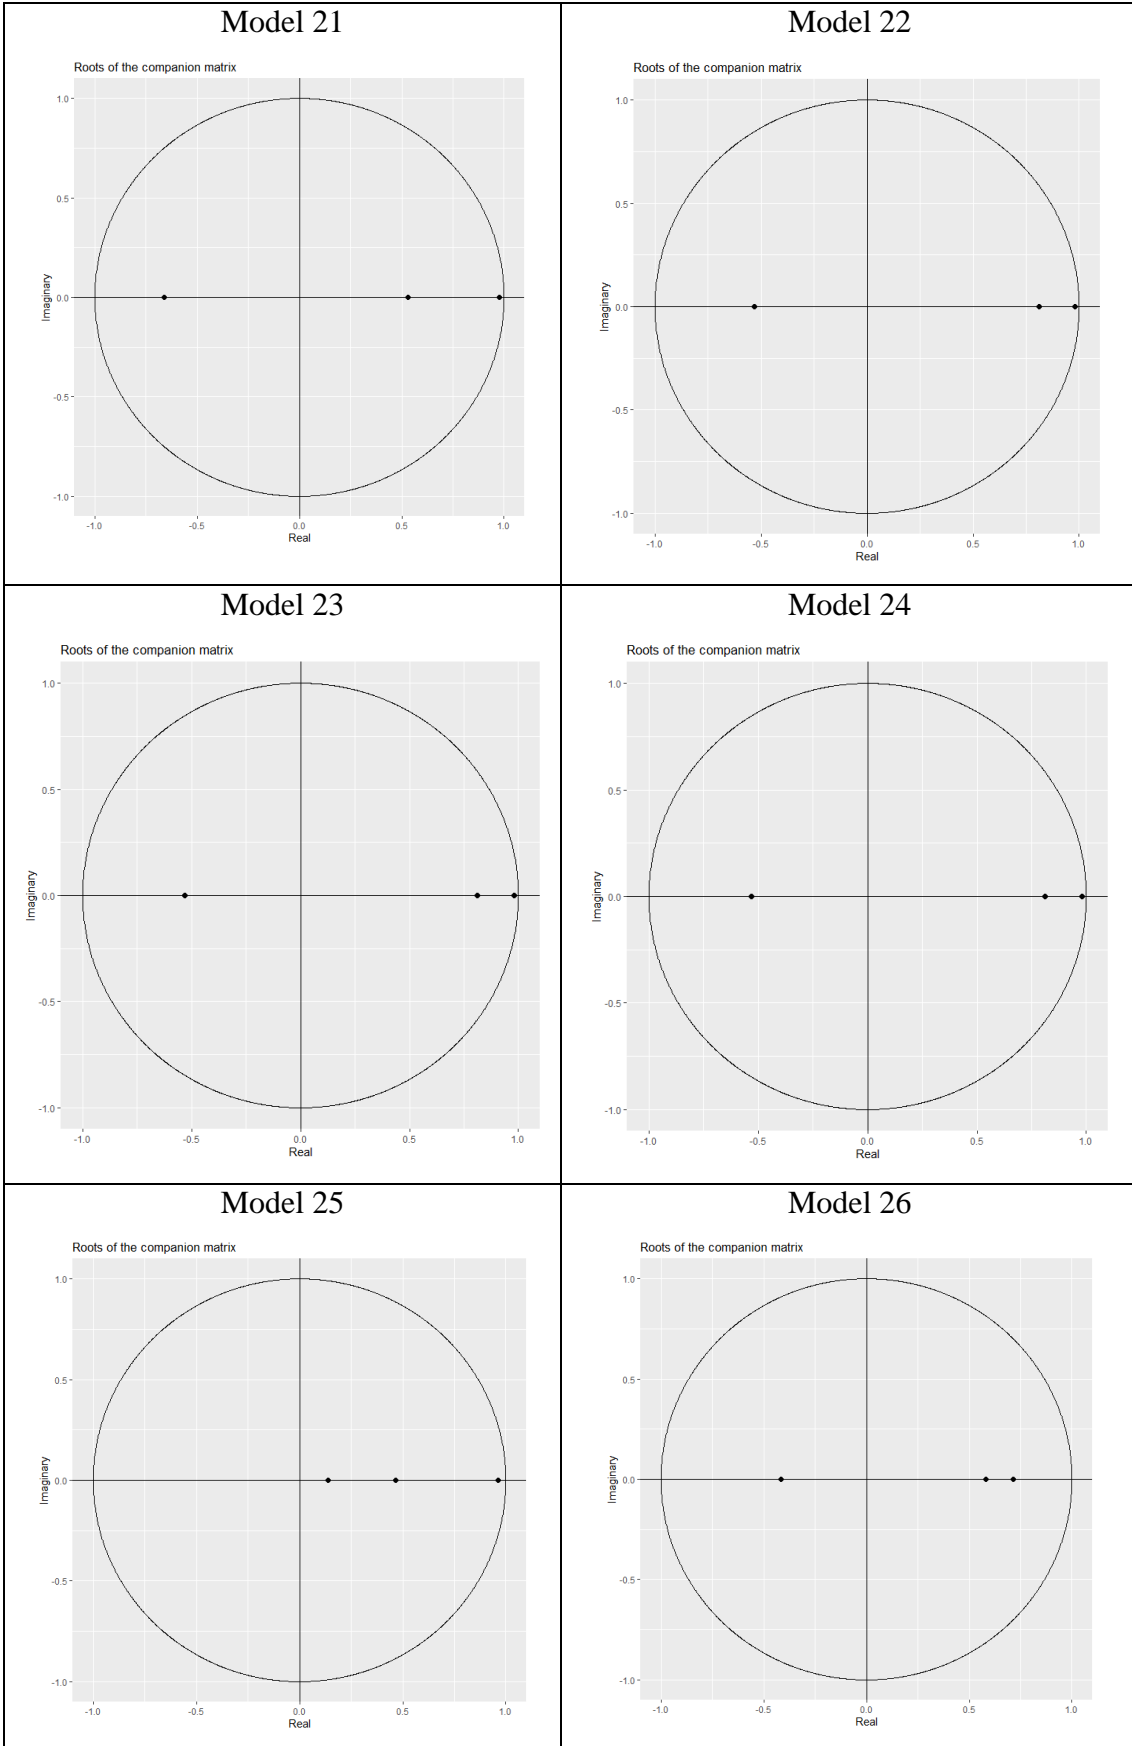 Model 21
Roots of the companion matrix
1.0
0.5
0.0
-0.5
-1.0
Imaginary
-1.0 -0.5 0.0 0.5 1.0
Real
Model 22
Roots of the companion matrix
1.0
0.5
0.0
-0.5
-1.0
Imaginary
-1.0 -0.5 0.0 0.5 1.0
Real
Model 23
Roots of the companion matrix
1.0
0.5
0.0
-0.5
-1.0
Imaginary
-1.0 -0.5 0.0 0.5 1.0
Real
Model 24
Roots of the companion matrix
1.0
0.5
0.0
-0.5
-1.0
Imaginary
-1.0 -0.5 0.0 0.5 1.0
Real
Model 25
Roots of the companion matrix
1.0
0.5
0.0
-0.5
-1.0
Imaginary
-1.0 -0.5 0.0 0.5 1.0
Real
Model 26
Roots of the companion matrix
1.0
0.5
0.0
-0.5
-1.0
Imaginary
-1.0 -0.5 0.0 0.5 1.0
Real